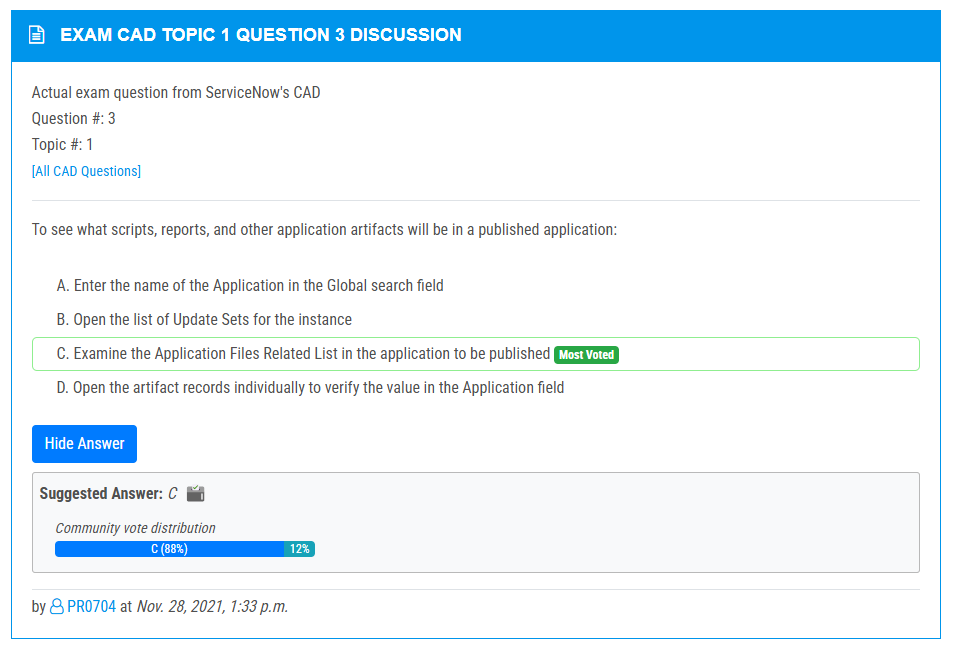 EXAM CAD TOPIC 1 QUESTION 3 DISCUSSION
Actual exam question from ServiceNow's CAD
Question #: 3
Topic #: 1
[All CAD Questions]
To see what scripts, reports, and other application artifacts will be in a published application:
A. Enter the name of the Application in the Global search field
B. Open the list of Update Sets for the instance
C. Examine the Application Files Related List in the application to be published Most Voted
D. Open the artifact records individually to verify the value in the Application field
Hide Answer
Suggested Answer: C
Community vote distribution
C (88%) 12%
by PR0704 at Nov. 28, 2021, 1:33 p.m.